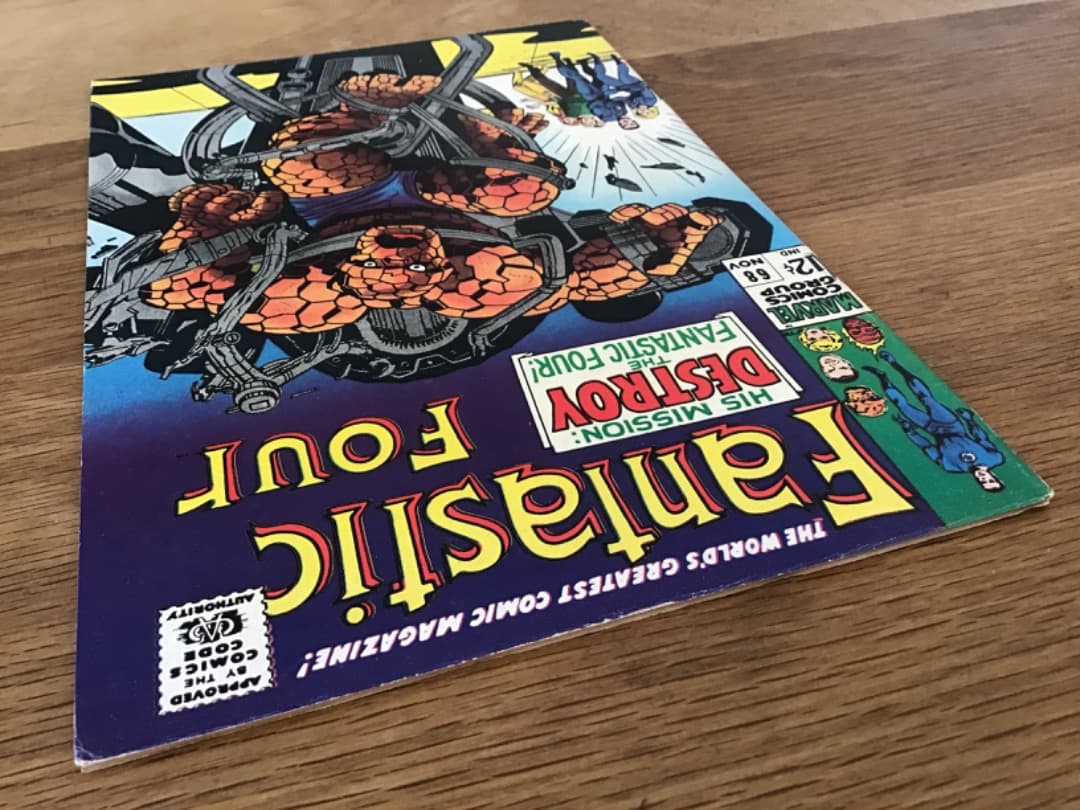 THE WORLD'S GREATEST COMIC MAGAZINE!
Fantastic
Four
APPROVED
BY THE
COMICS
CODE
CA
AUTHORITY
MARVEL
COMICS
GROUP
12¢
IND
68
NOV
HIS MISSION:
DESTROY
THE
FANTASTIC FOUR!